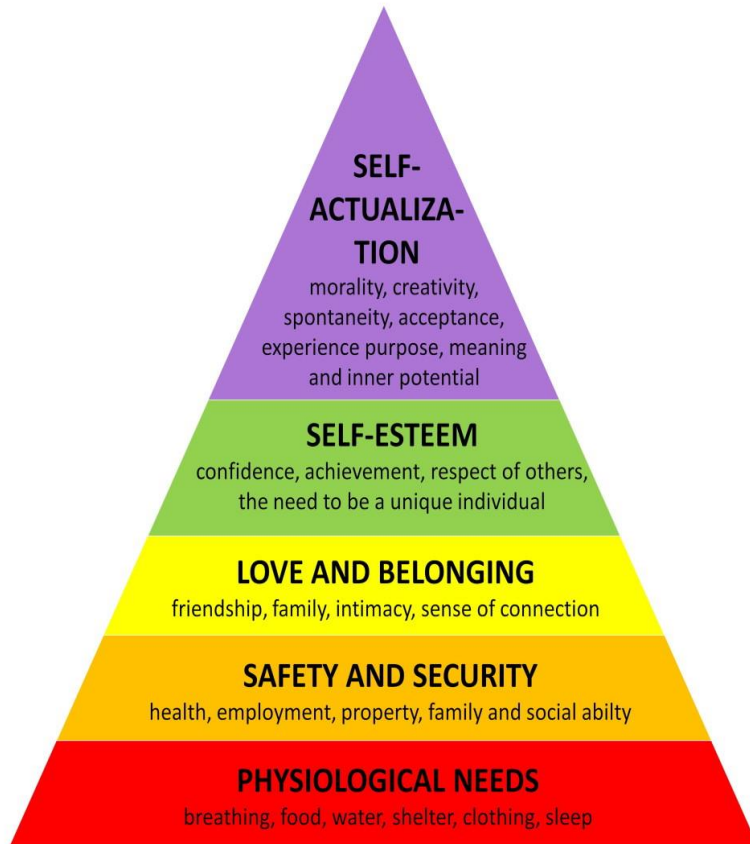 SELF-
ACTUALIZA-
TION
morality, creativity,
spontaneity, acceptance,
experience purpose, meaning
and inner potential
SELF-ESTEEM
confidence, achievement, respect of others,
the need to be a unique individual
LOVE AND BELONGING
friendship, family, intimacy, sense of connection
SAFETY AND SECURITY
health, employment, property, family and social abilty
PHYSIOLOGICAL NEEDS
breathing, food, water, shelter, clothing, sleep